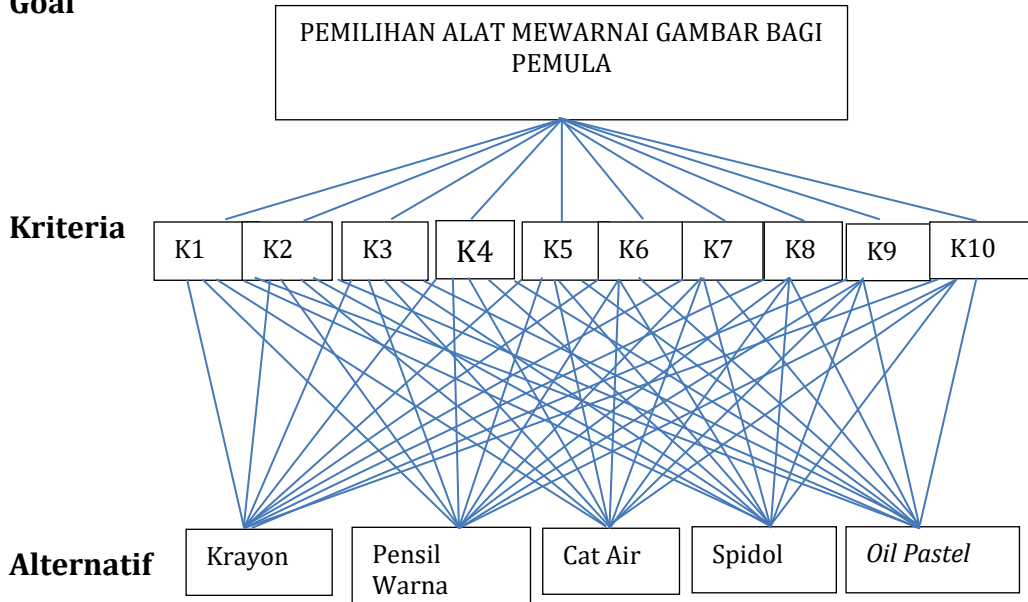 Goal
PEMILIHAN ALAT MEWARNAI GAMBAR BAGI
PEMULA
Kriteria
K1
K2
K3
K4
K5
K6
K7
K8
K9
K10
Alternatif
Krayon
Pensil
Warna
Cat Air
Spidol
Oil Pastel